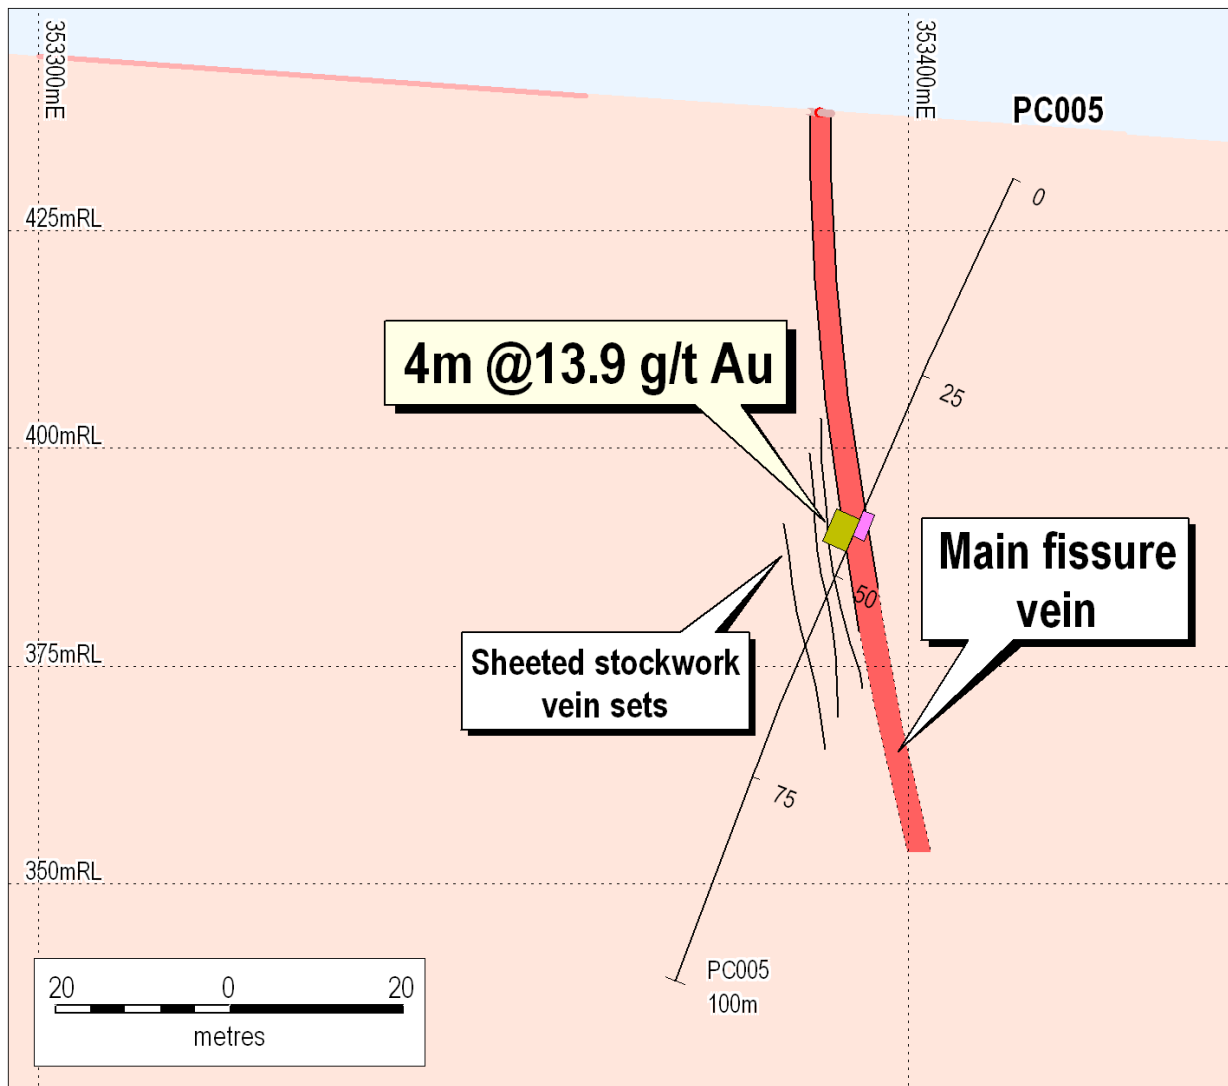 353300mE
353400mE
PC005
0
425mRL
4m @13.9 g/t Au
25
400mRL
Main fissure
vein
50
Sheeted stockwork
vein sets
375mRL
75
350mRL
PC005
100m
20 0 20
metres